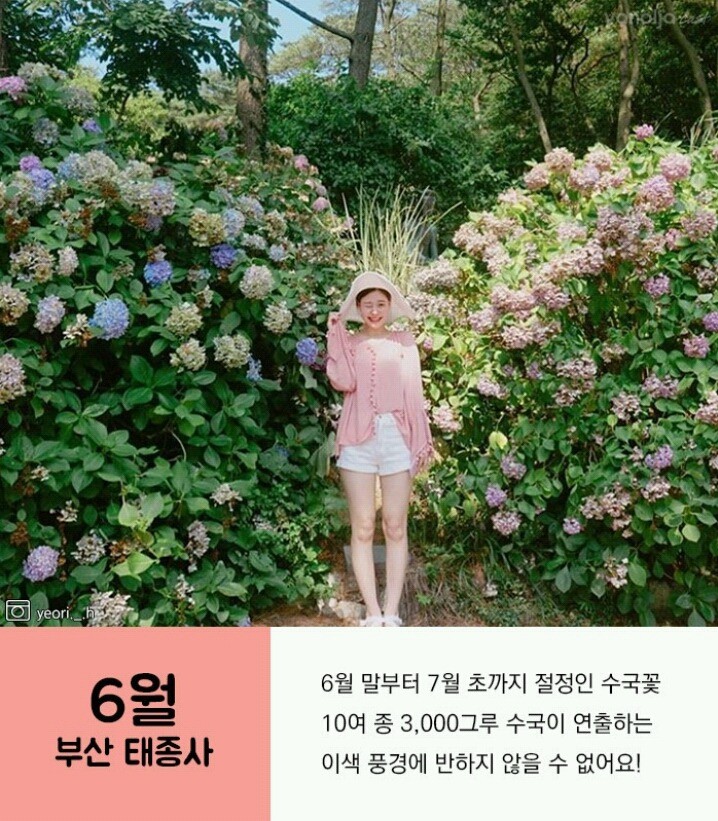 yanolja
yeori._.h
6월
부산 태종사
6월 말부터 7월 초까지 절정인 수국꽃
10여 종 3,000그루 수국이 연출하는
이색 풍경에 반하지 않을 수 없어요!